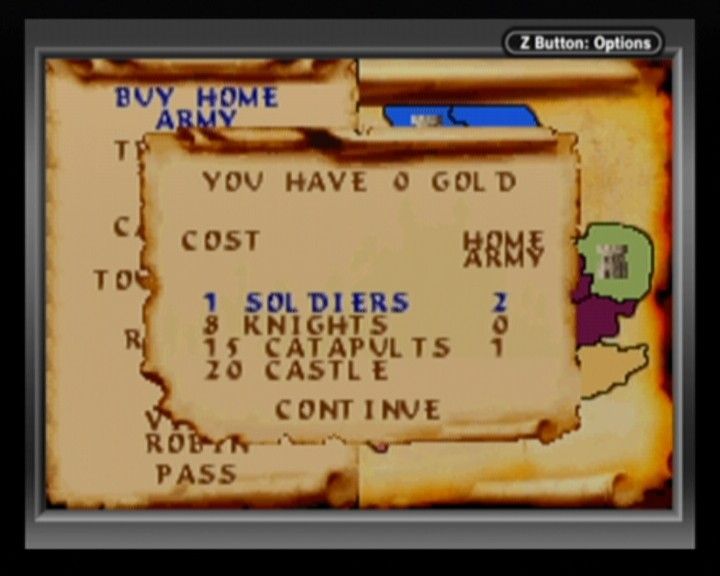 Z Button: Options
BUY HOME
ARMY
YOU HAVE 0 GOLD
COST HOME
ARMY
1 SOLDIERS 2
8 KNIGHTS 0
15 CATAPULTS 1
20 CASTLE
CONTINUE
ROBIN
PASS